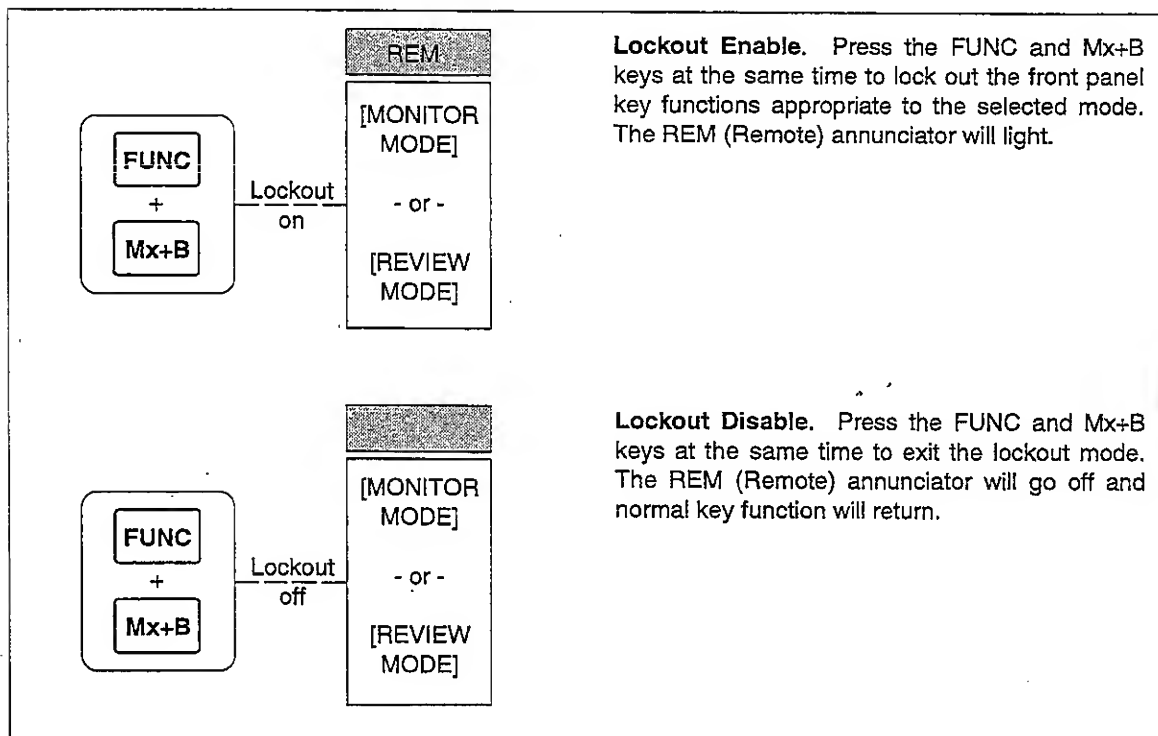 REM
[MONITOR
MODE]
- or -
[REVIEW
MODE]
FUNC
+
Mx+B
Lockout
on
Lockout Enable. Press the FUNC and Mx+B
keys at the same time to lock out the front panel
key functions appropriate to the selected mode.
The REM (Remote) annunciator will light.
[MONITOR
MODE]
- or -
[REVIEW
MODE]
FUNC
+
Mx+B
Lockout
off
Lockout Disable. Press the FUNC and Mx+B
keys at the same time to exit the lockout mode.
The REM (Remote) annunciator will go off and
normal key function will return.